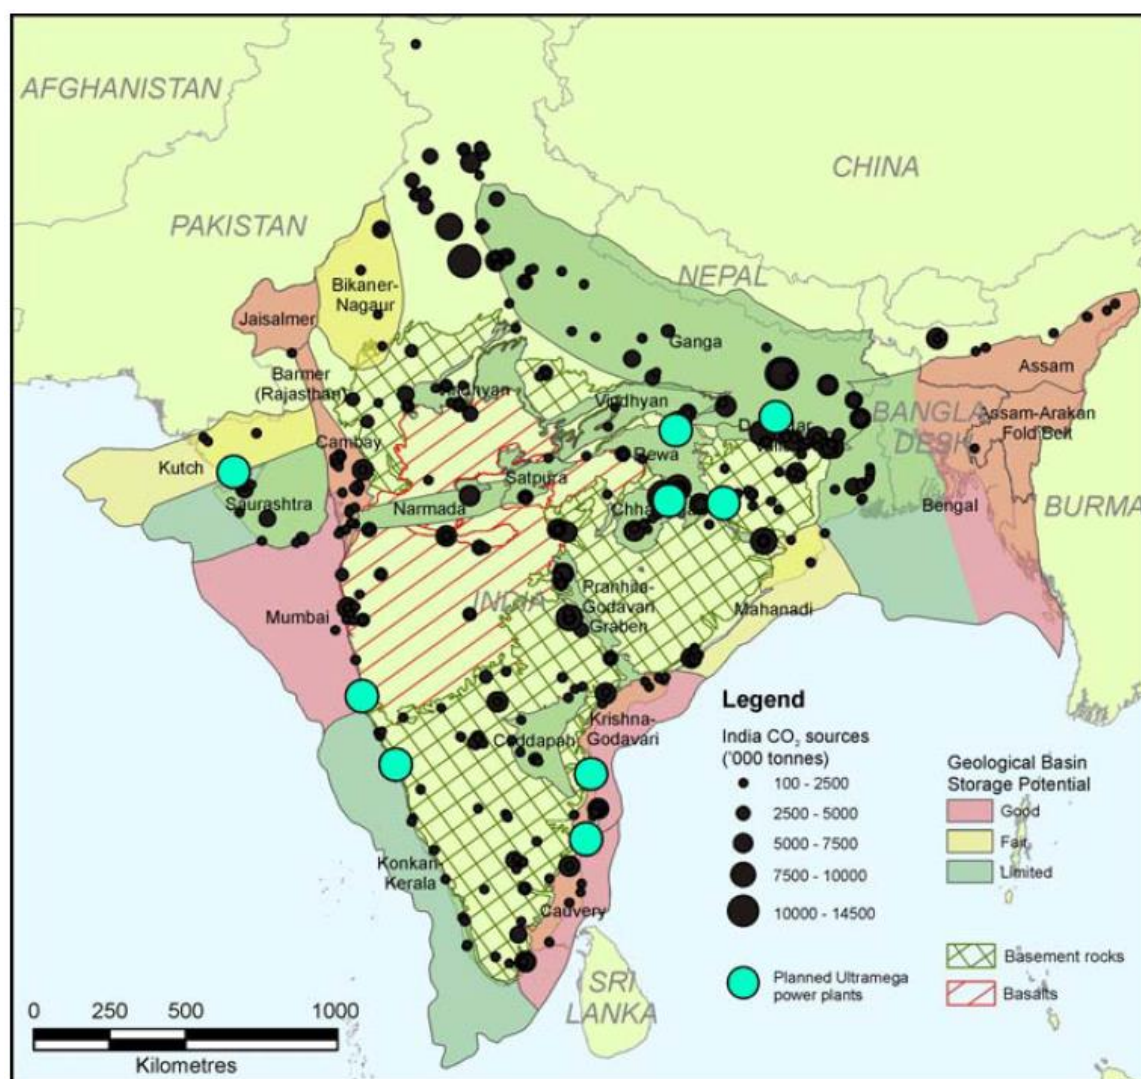 AFGHANISTAN
CHINA
PAKISTAN
NEPAL
Bikaner-
Nagaur
Jaisalmer
Ganga
Assam
Barmer
(Rajasthan)
Vindhyan
BANGLA
DESH
Assam-Arakan
Fold Belt
Cambay
Rewa
Kutch
Satpura
Saurashtra
Narmada
Bengal
BURMA
Pranhita-
Godavari
Graben
INDIA
Mumbai
Mahanadi
Krishna-
Godavari
Cuddapah
Konkan-
Kerala
Cauvery
SRI
LANKA
Legend
India CO₂ sources
('000 tonnes)
100 - 2500
2500 - 5000
5000 - 7500
7500 - 10000
10000 - 14500
Planned Ultramega
power plants
Geological Basin
Storage Potential
Good
Fair
Limited
Basement rocks
Basalts
0 250 500 1000
Kilometres